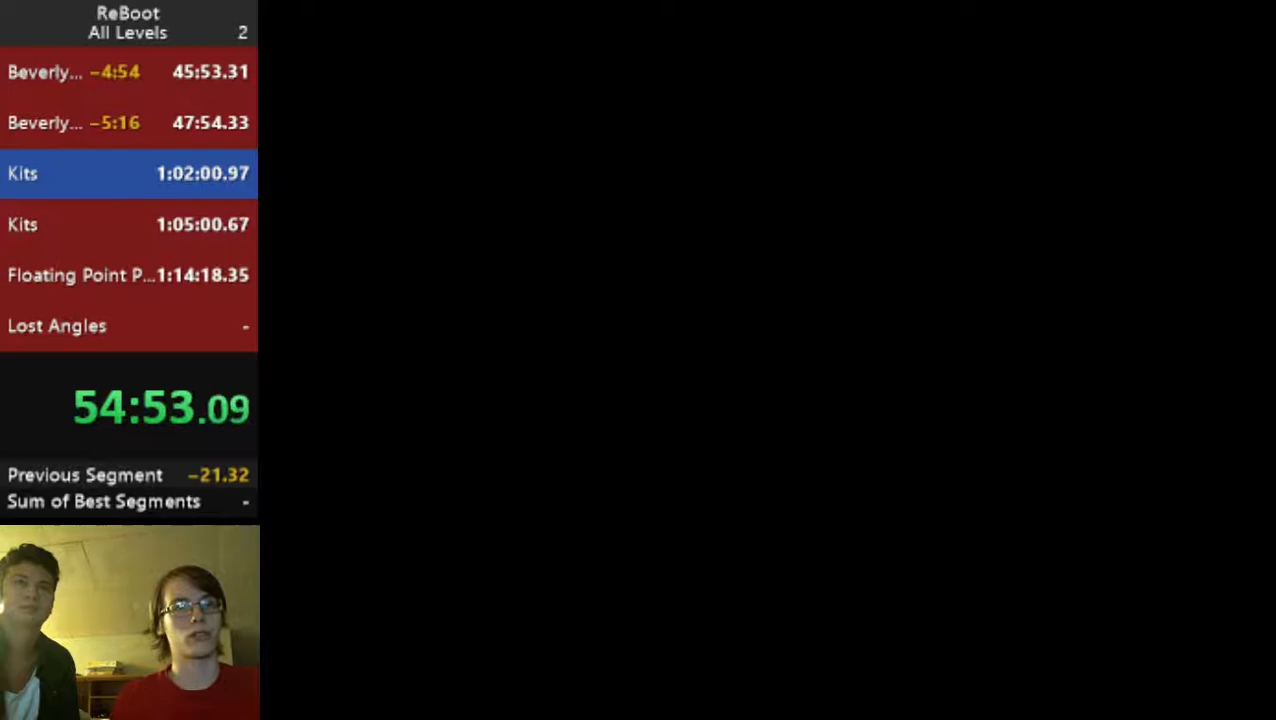 ReBoot
All Levels 2
Beverly... −4:54 45:53.31
Beverly... −5:16 47:54.33
Kits 1:02:00.97
Kits 1:05:00.67
Floating Point P...1:14:18.35
Lost Angles -
54:53.09
Previous Segment −21.32
Sum of Best Segments -